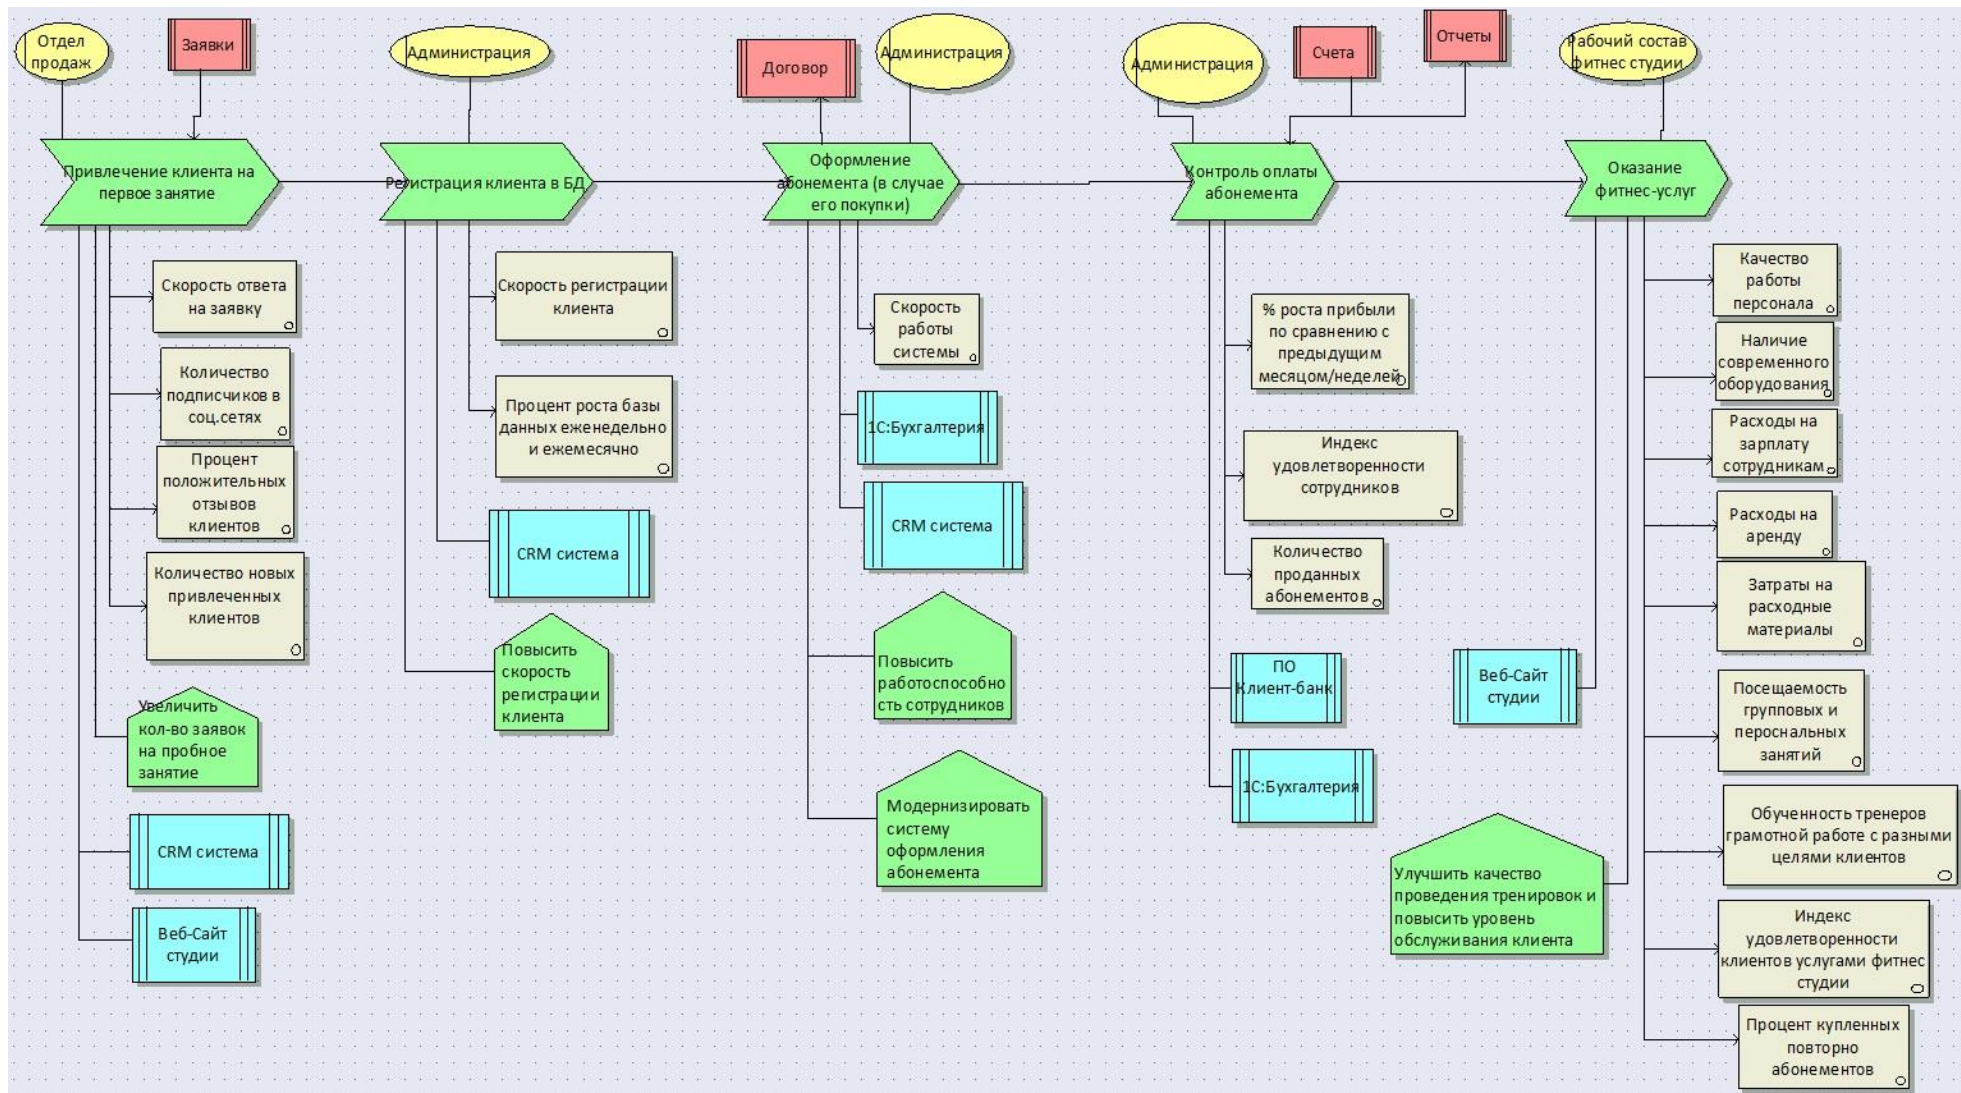 Отдел
продаж
Заявки
Администрация
Договор
Администрация
Администрация
Счета
Отчеты
Рабочий состав
фитнес студии
Привлечение клиента на
первое занятие
Регистрация клиента в БД
Оформление
абонемента (в случае
его покупки)
Контроль оплаты
абонемента
Оказание
фитнес-услуг
Скорость ответа
на заявку
Количество
подписчиков в
соц.сетях
Процент
положительных
отзывов
клиентов
Количество новых
привлеченных
клиентов
Увеличить
кол-во заявок
на пробное
занятие
CRM система
Веб-Сайт
студии
Скорость регистрации
клиента
Процент роста базы
данных еженедельно
и ежемесячно
CRM система
Повысить
скорость
регистрации
клиента
Скорость
работы
системы
1С:Бухгалтерия
CRM система
Повысить
работоспособно
сть сотрудников
Модернизировать
систему
оформления
абонемента
% роста прибыли
по сравнению с
предыдущим
месяцом/неделей
Индекс
удовлетворенности
сотрудников
Количество
проданных
абонементов
ПО
Клиент-банк
1С:Бухгалтерия
Веб-Сайт
студии
Улучшить качество
проведения тренировок и
повысить уровень
обслуживания клиента
Качество
работы
персонала
Наличие
современного
оборудования
Расходы на
зарплату
сотрудникам
Расходы на
аренду
Затраты на
расходные
материалы
Посещаемость
групповых и
пероснальных
занятий
Обученность тренеров
грамотной работе с разными
целями клиентов
Индекс
удовлетворенности
клиентов услугами фитнес
студии
Процент купленных
повторно
абонементов